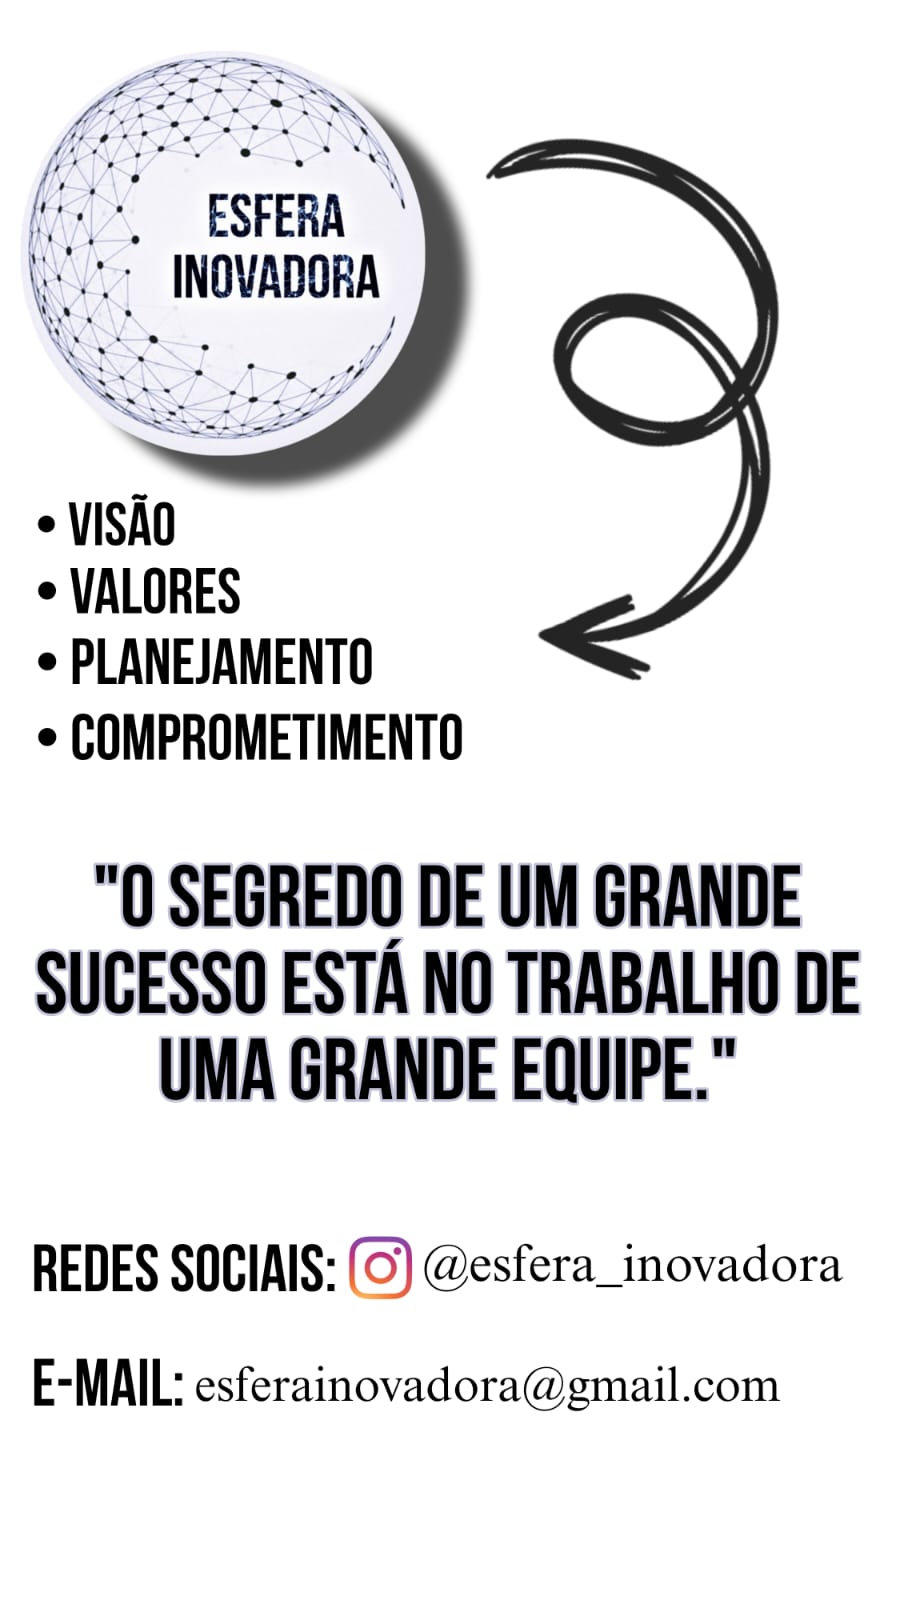 ESFERA
INOVADORA
• VISÃO
• VALORES
• PLANEJAMENTO
• COMPROMETIMENTO
"O SEGREDO DE UM GRANDE
SUCESSO ESTÁ NO TRABALHO DE
UMA GRANDE EQUIPE."
REDES SOCIAIS: @esfera_inovadora
E-MAIL: esferainovadora@gmail.com